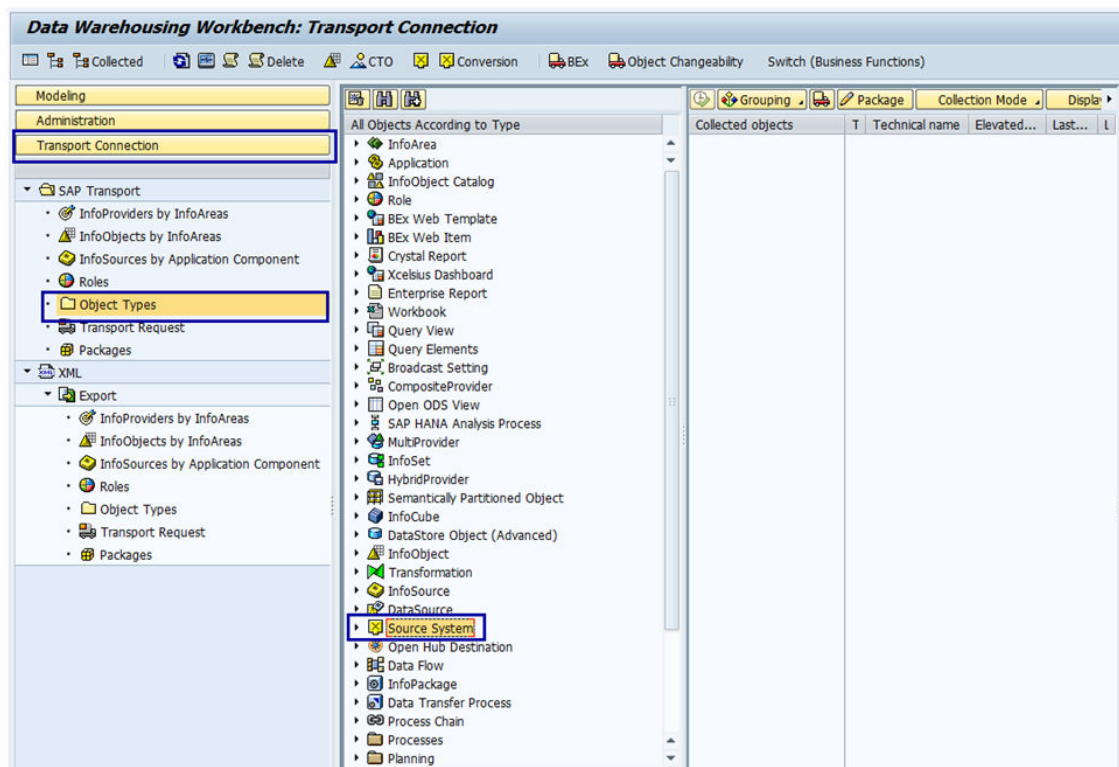 Data Warehousing Workbench: Transport Connection
Collected Delete CTO Conversion BEx Object Changeability Switch (Business Functions)
Modeling
Administration
Transport Connection
SAP Transport
InfoProviders by InfoAreas
InfoObjects by InfoAreas
InfoSources by Application Component
Roles
Object Types
Transport Request
Packages
XML
Export
InfoProviders by InfoAreas
InfoObjects by InfoAreas
InfoSources by Application Component
Roles
Object Types
Transport Request
Packages
All Objects According to Type
InfoArea
Application
InfoObject Catalog
Role
BEx Web Template
BEx Web Item
Crystal Report
Xcelsius Dashboard
Enterprise Report
Workbook
Query View
Query Elements
Broadcast Setting
CompositeProvider
Open ODS View
SAP HANA Analysis Process
MultiProvider
InfoSet
HybridProvider
Semantically Partitioned Object
InfoCube
DataStore Object (Advanced)
InfoObject
Transformation
InfoSource
DataSource
Source System
Open Hub Destination
Data Flow
InfoPackage
Data Transfer Process
Process Chain
Processes
Planning
Grouping Package Collection Mode Displa
Collected objects T Technical name Elevated... Last... L